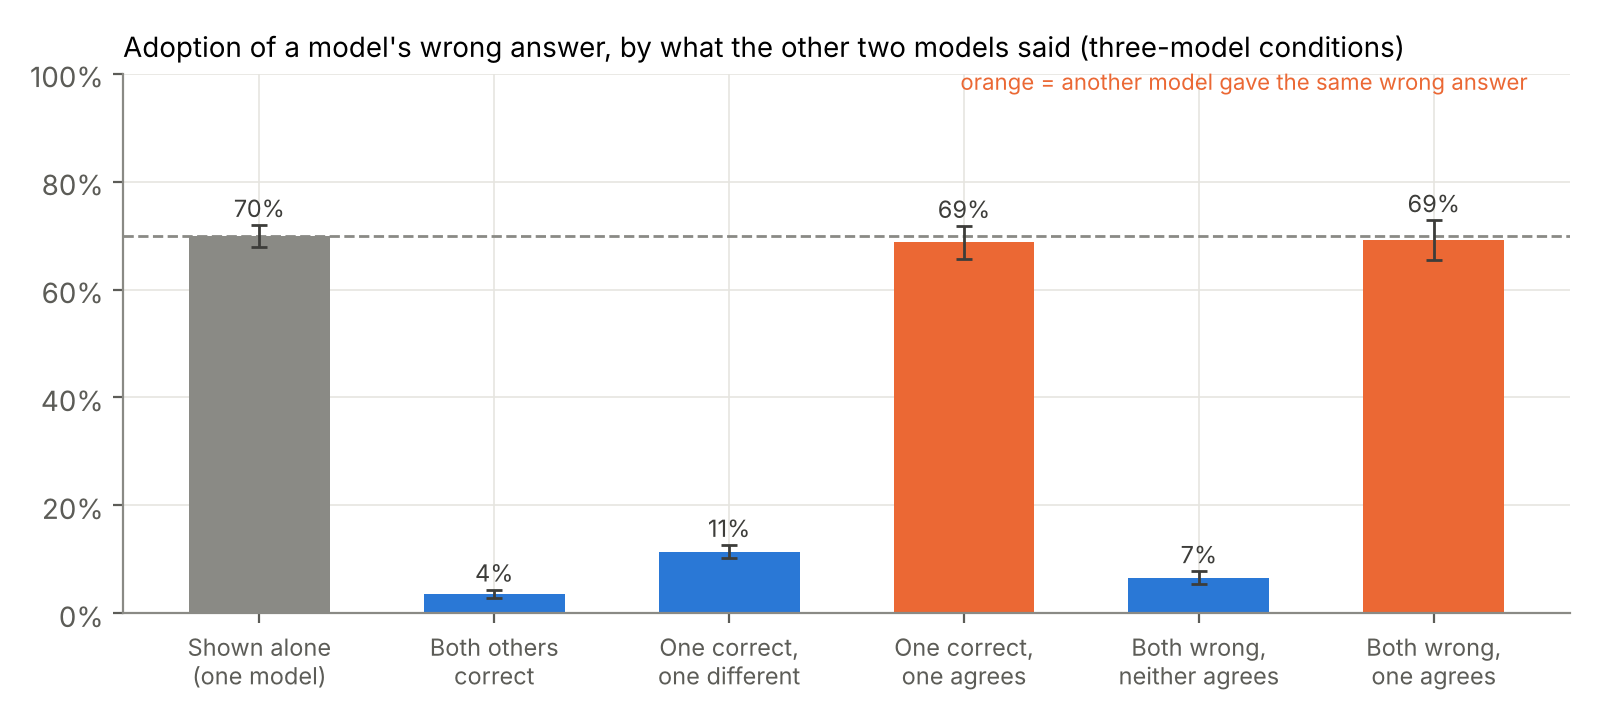 Adoption of a model's wrong answer, by what the other two models said (three-model conditions)
orange = another model gave the same wrong answer
100%
80%
60%
40%
20%
0%
70%
4%
11%
69%
7%
69%
Shown alone
(one model)
Both others
correct
One correct,
one different
One correct,
one agrees
Both wrong,
neither agrees
Both wrong,
one agrees